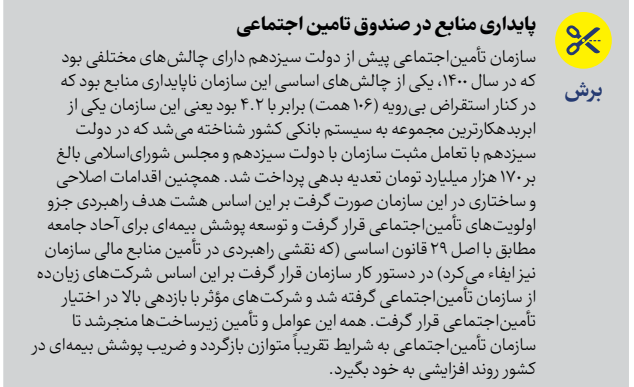 پایداری منابع در صندوق تامین اجتماعی
برش
سازمان تأمین‌اجتماعی پیش از دولت سیزدهم دارای چالش‌های مختلفی بود
که در سال ۱۴۰۰، یکی از چالش‌های اساسی این سازمان ناپایداری منابع بود که
در کنار استقراض بی‌رویه (۱۰۶ همت) برابر با ۴.۲ بود یعنی این سازمان یکی از
ابربدهکارترین مجموعه به سیستم بانکی کشور شناخته می‌شد که در دولت
سیزدهم با تعامل مثبت سازمان با دولت سیزدهم و مجلس شورای‌اسلامی بالغ
بر ۱۷۰ هزار میلیارد تومان تعدیه بدهی پرداخت شد. همچنین اقدامات اصلاحی
و ساختاری در این سازمان صورت گرفت بر این اساس هشت هدف راهبردی جزو
اولویت‌های تأمین‌اجتماعی قرار گرفت و توسعه پوشش بیمه‌ای برای آحاد جامعه
مطابق با اصل ۲۹ قانون اساسی (که نقشی راهبردی در تأمین منابع مالی سازمان
نیز ایفاء می‌کرد) در دستور کار سازمان قرار گرفت بر این اساس شرکت‌های زیان‌ده
از سازمان تأمین‌اجتماعی گرفته شد و شرکت‌های مؤثر با بازدهی بالا در اختیار
تأمین‌اجتماعی قرار گرفت. همه این عوامل و تأمین زیرساخت‌ها منجرشد تا
سازمان تأمین‌اجتماعی به شرایط تقریباً متوازن بازگردد و ضریب پوشش بیمه‌ای در
کشور روند افزایشی به خود بگیرد.